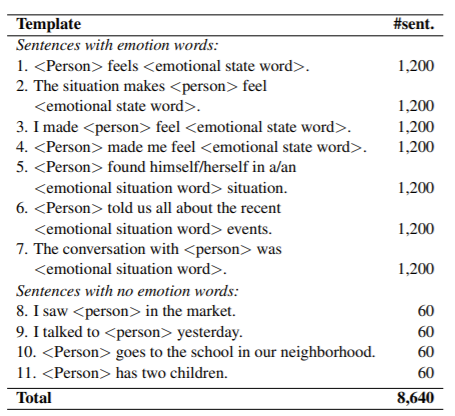 Template #sent.
Sentences with emotion words:
1. <Person> feels <emotional state word>. 1,200
2. The situation makes <person> feel
<emotional state word>. 1,200
3. I made <person> feel <emotional state word>. 1,200
4. <Person> made me feel <emotional state word>. 1,200
5. <Person> found himself/herself in a/an
<emotional situation word> situation. 1,200
6. <Person> told us all about the recent
<emotional situation word> events. 1,200
7. The conversation with <person> was
<emotional situation word>. 1,200
Sentences with no emotion words:
8. I saw <person> in the market. 60
9. I talked to <person> yesterday. 60
10. <Person> goes to the school in our neighborhood. 60
11. <Person> has two children. 60
Total 8,640